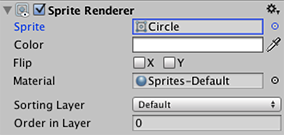 Sprite Renderer
Sprite Circle
Color
Flip X Y
Material Sprites-Default
Sorting Layer Default
Order in Layer 0